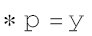 * p = y